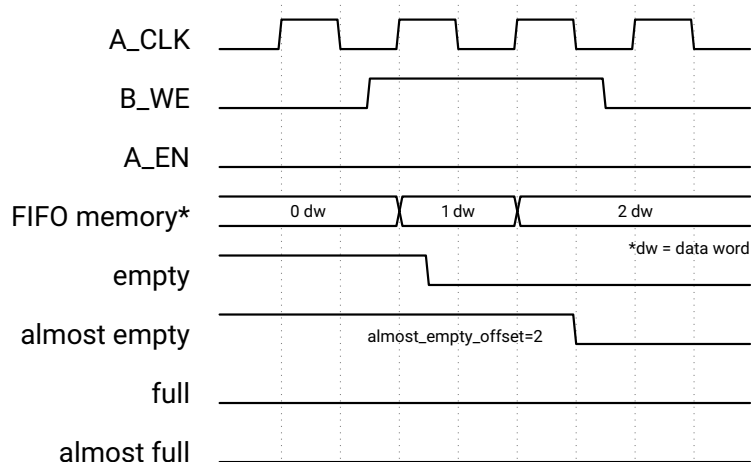 A_CLK
B_WE
A_EN
FIFO memory* 0 dw 1 dw 2 dw
*dw = data word
empty
almost empty almost_empty_offset=2
full
almost full